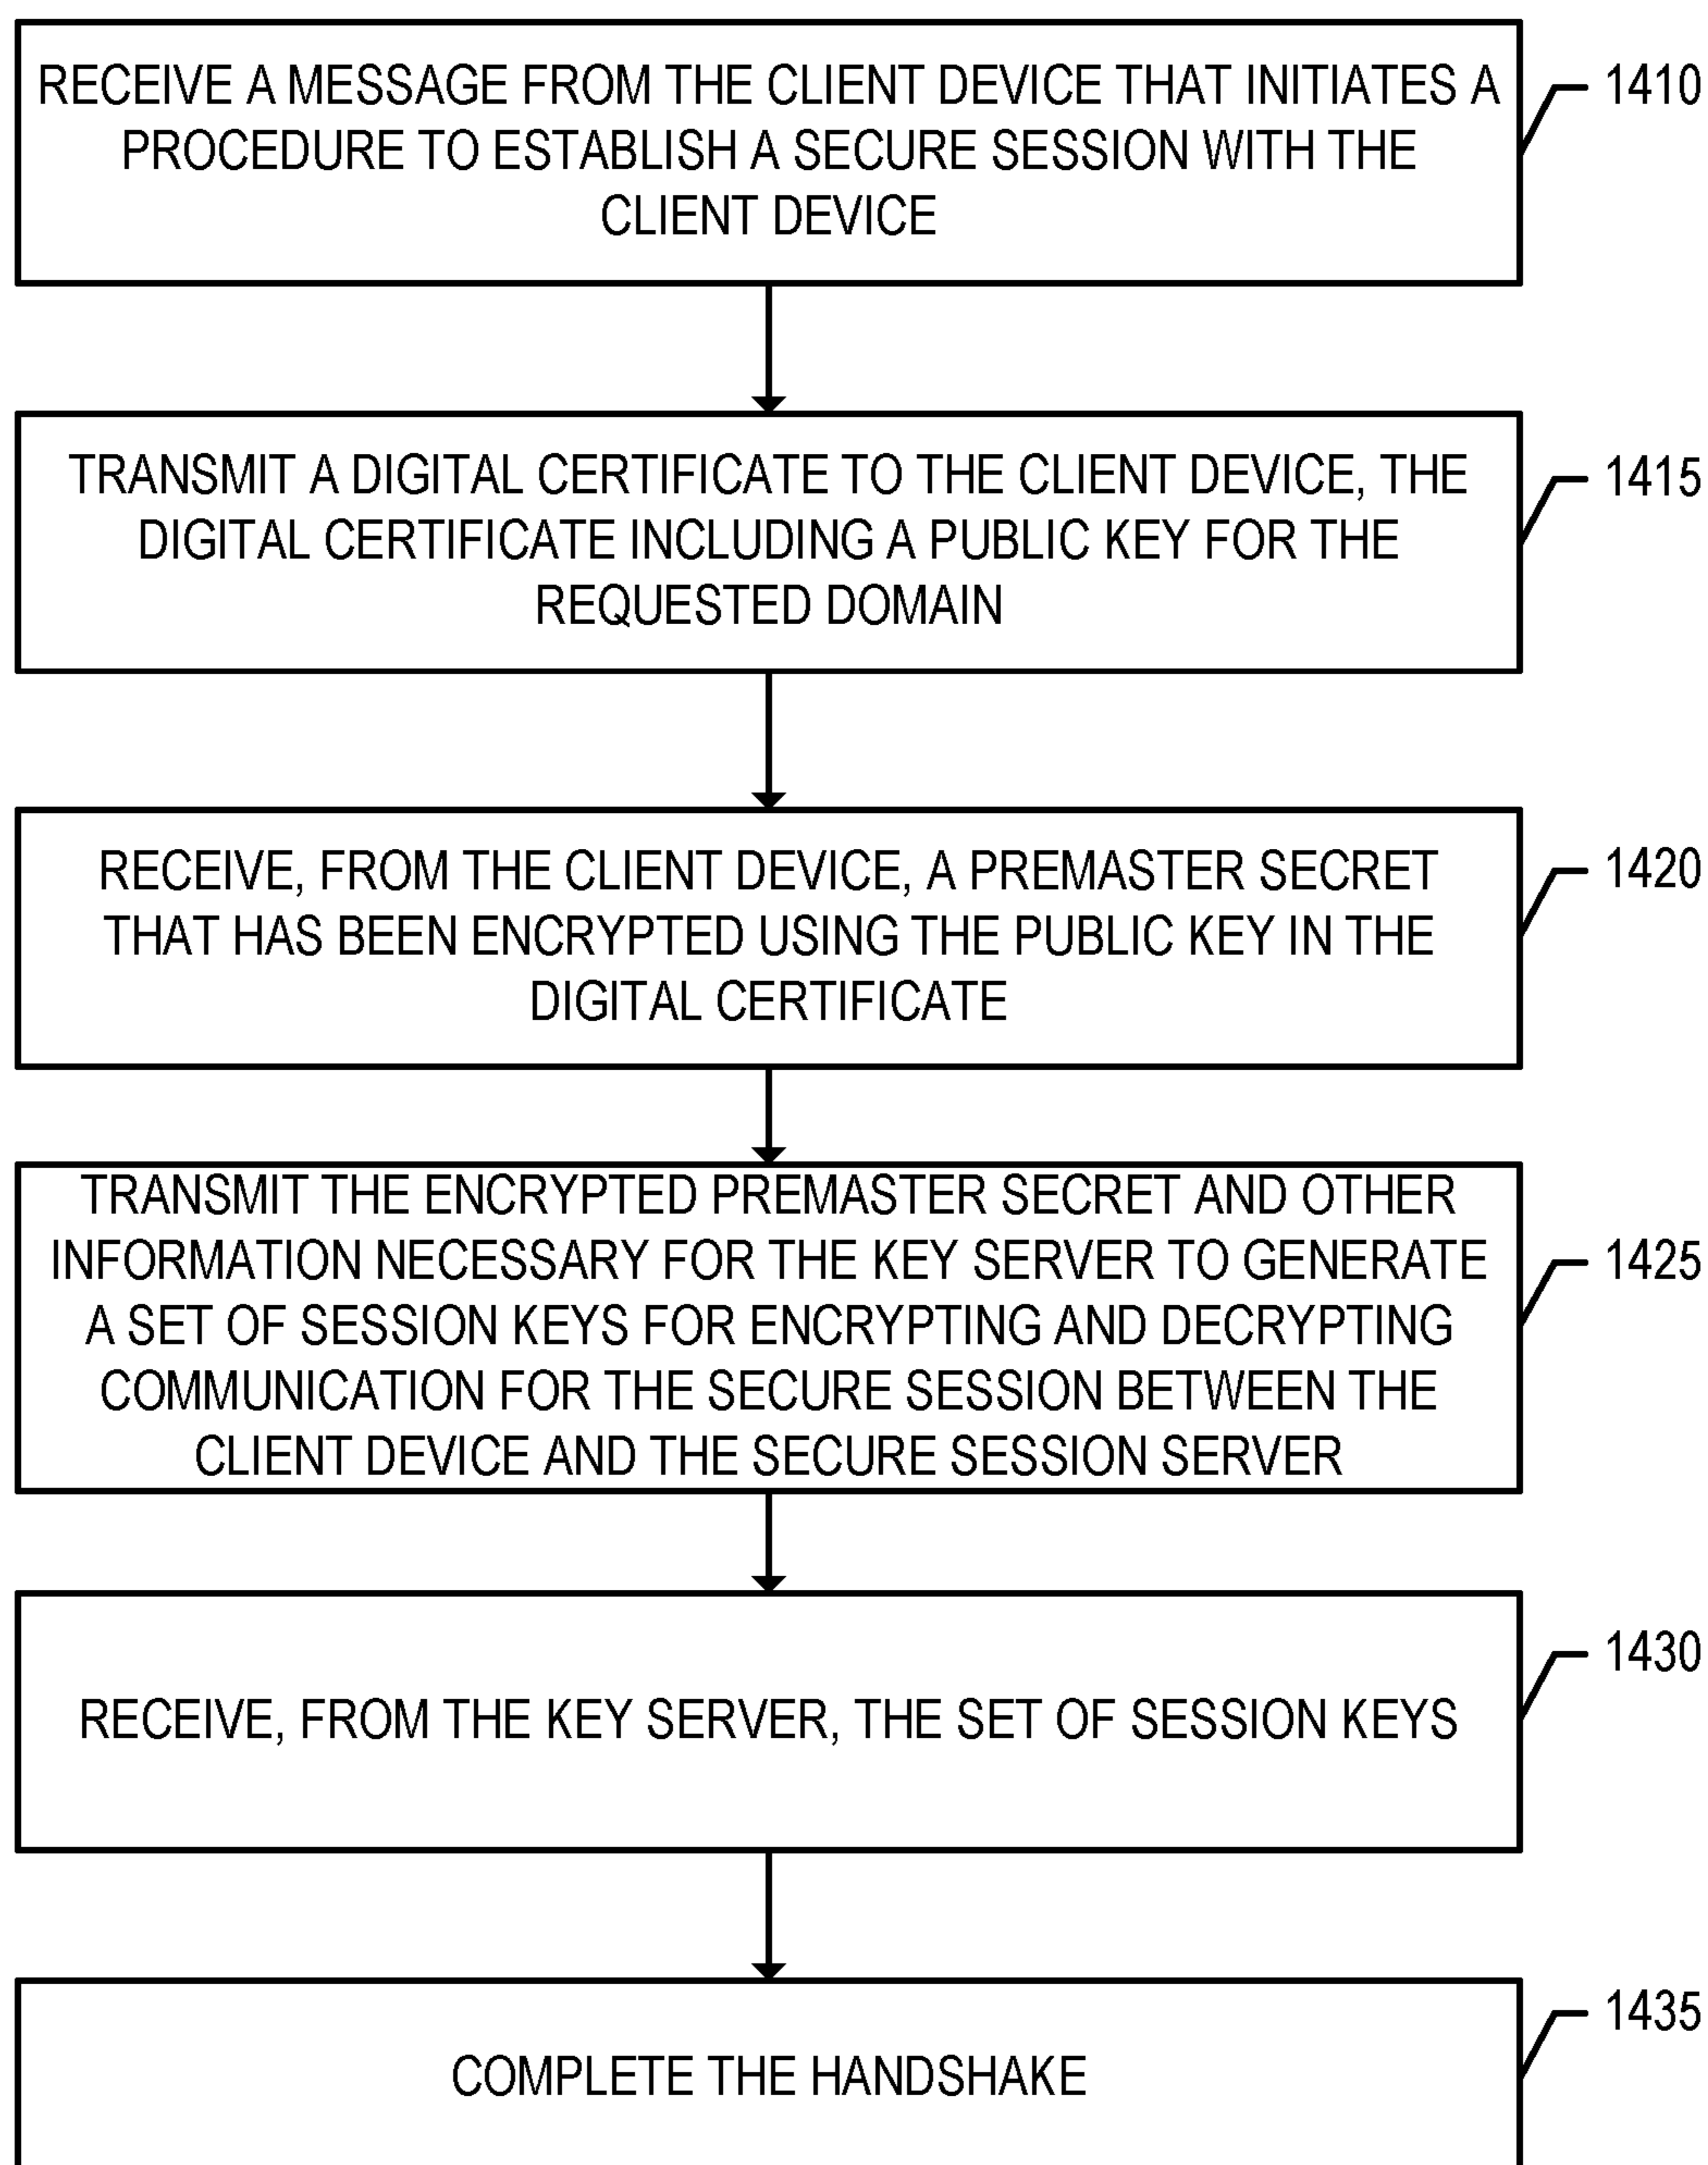 RECEIVE A MESSAGE FROM THE CLIENT DEVICE THAT INITIATES A
PROCEDURE TO ESTABLISH A SECURE SESSION WITH THE
CLIENT DEVICE
1410
TRANSMIT A DIGITAL CERTIFICATE TO THE CLIENT DEVICE, THE
DIGITAL CERTIFICATE INCLUDING A PUBLIC KEY FOR THE
REQUESTED DOMAIN
1415
RECEIVE, FROM THE CLIENT DEVICE, A PREMASTER SECRET
THAT HAS BEEN ENCRYPTED USING THE PUBLIC KEY IN THE
DIGITAL CERTIFICATE
1420
TRANSMIT THE ENCRYPTED PREMASTER SECRET AND OTHER
INFORMATION NECESSARY FOR THE KEY SERVER TO GENERATE
A SET OF SESSION KEYS FOR ENCRYPTING AND DECRYPTING
COMMUNICATION FOR THE SECURE SESSION BETWEEN THE
CLIENT DEVICE AND THE SECURE SESSION SERVER
1425
RECEIVE, FROM THE KEY SERVER, THE SET OF SESSION KEYS
1430
COMPLETE THE HANDSHAKE
1435